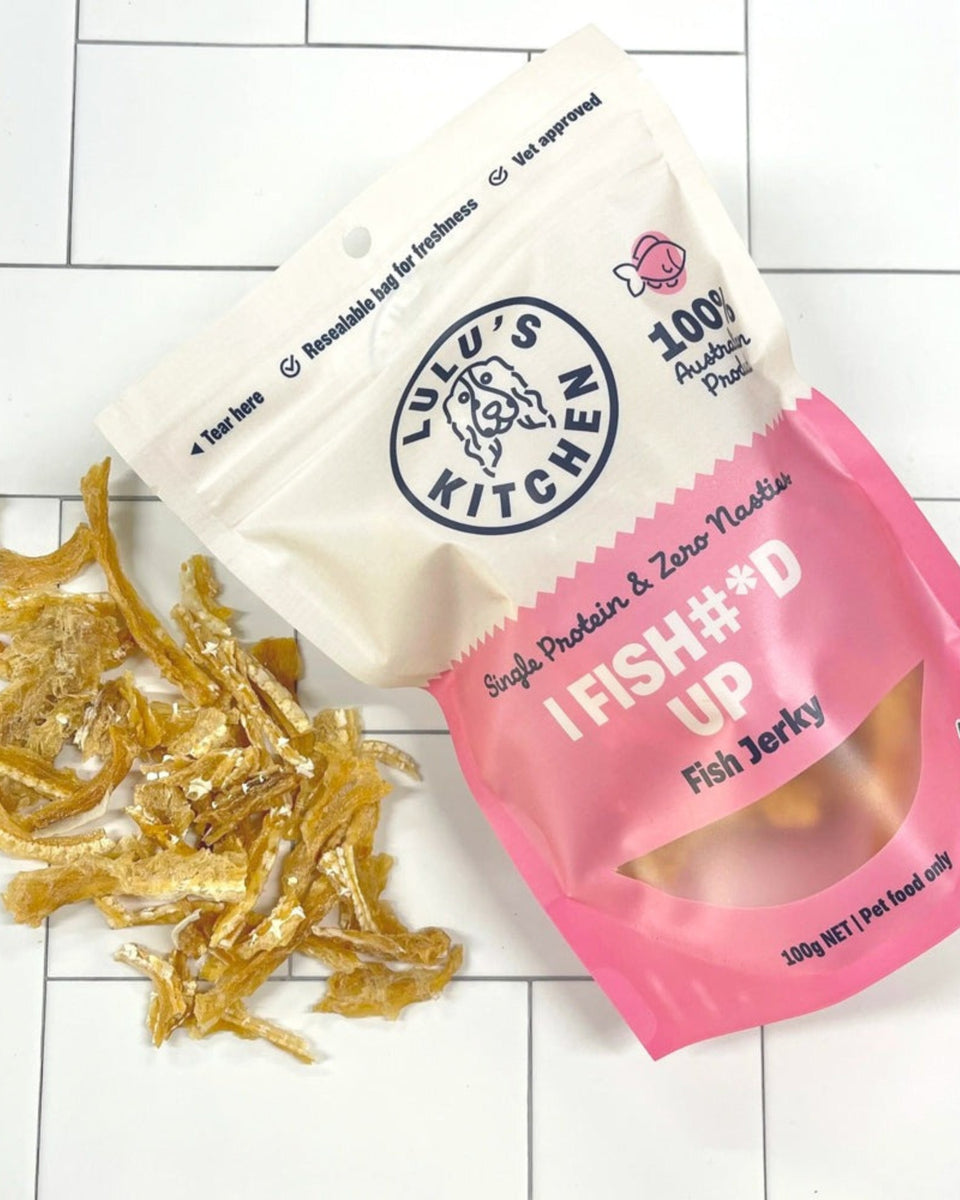 ◄ Tear here
Resealable bag for freshness
Vet approved
LULU'S
KITCHEN
100%
Australian
Single Protein & Zero Nasties
I FISH#*D
UP
Fish Jerky
100g NET | Pet food only